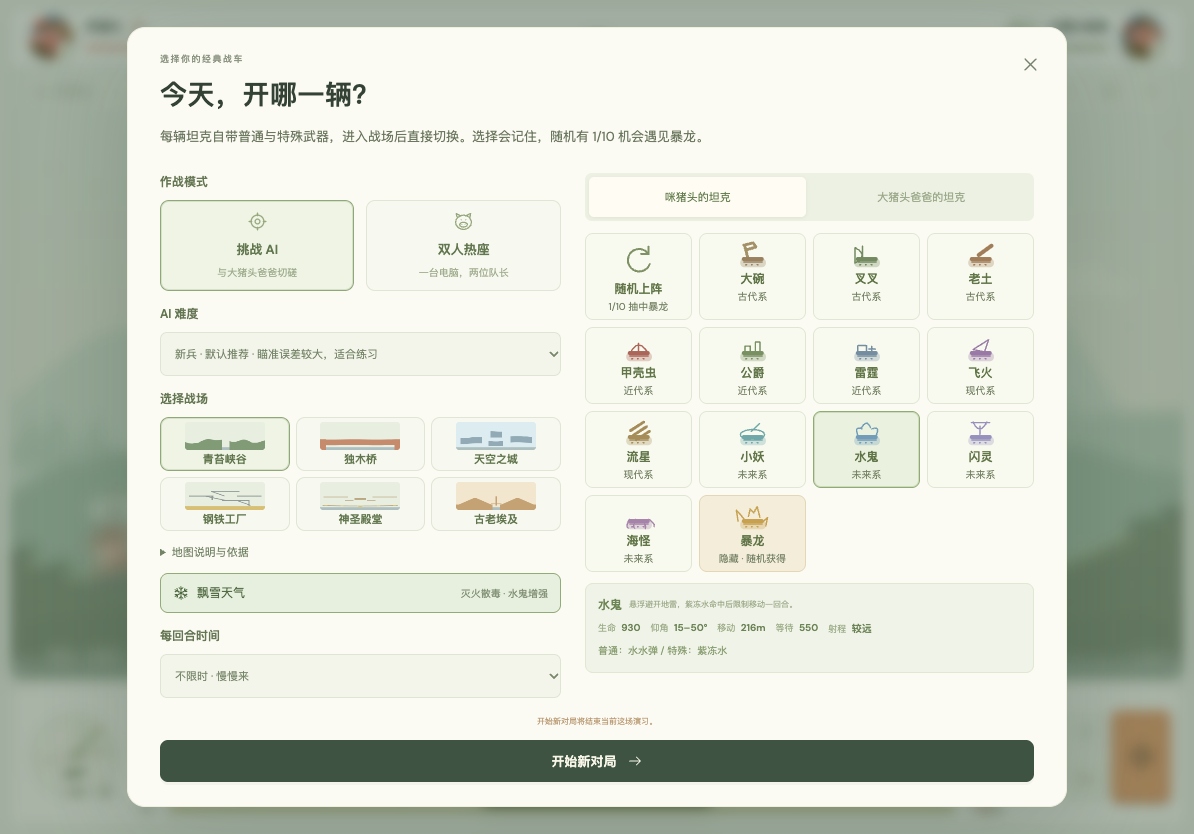 选择你的经典战车
今天，开哪一辆?
每辆坦克自带普通与特殊武器，进入战场后直接切换。选择会记住，随机有 1/10 机会遇见暴龙。
作战模式
挑战 AI
与大猪头爸爸切磋
双人热座
一台电脑，两位队长
AI 难度
新兵 · 默认推荐 · 瞄准误差较大，适合练习
选择战场
青苔峡谷
独木桥
天空之城
钢铁工厂
神圣殿堂
古老埃及
地图说明与依据
飘雪天气
灭火散毒 · 水鬼增强
每回合时间
不限时 · 慢慢来
咪猪头的坦克
大猪头爸爸的坦克
随机上阵
1/10 抽中暴龙
大碗
古代系
叉叉
古代系
老土
古代系
甲壳虫
近代系
公爵
近代系
雷霆
近代系
飞火
现代系
流星
现代系
小妖
未来系
水鬼
未来系
闪灵
未来系
海怪
未来系
暴龙
隐藏 · 随机获得
水鬼 悬浮避开地雷，紫冻水命中后限制移动一回合。
生命 930 仰角 15–50° 移动 216m 等待 550 射程 较远
普通：水水弹 / 特殊：紫冻水
开始新对局将结束当前这场演习。
开始新对局 →